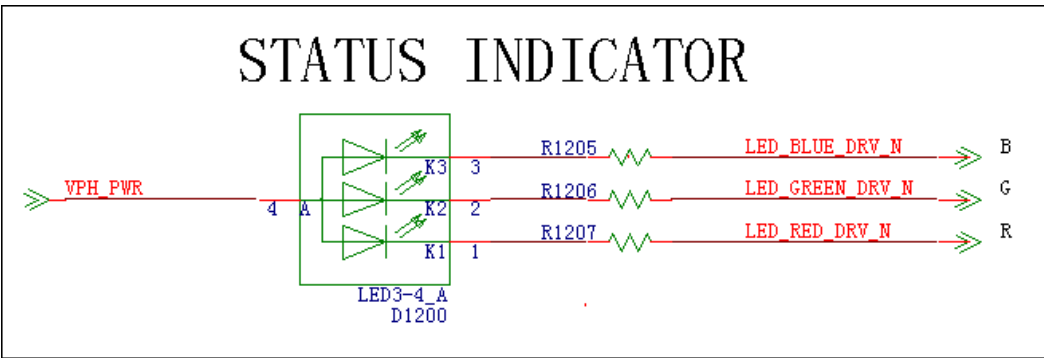 STATUS INDICATOR
R1205 LED_BLUE_DRV_N B
K3 3
VPH_PWR R1206 LED_GREEN_DRV_N G
4 A K2 2
R1207 LED_RED_DRV_N R
K1 1
LED3-4_A
D1200